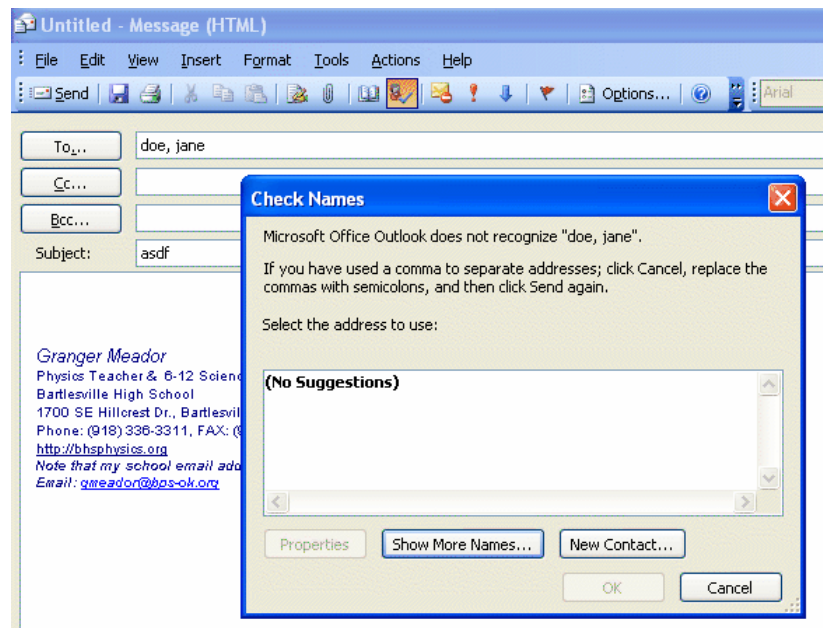 Untitled - Message (HTML)
File Edit View Insert Format Tools Actions Help
Send Options... Arial
To... doe, jane
Cc...
Bcc...
Subject: asdf
Check Names
Microsoft Office Outlook does not recognize "doe, jane".
If you have used a comma to separate addresses; click Cancel, replace the
commas with semicolons, and then click Send again.
Select the address to use:
(No Suggestions)
Properties Show More Names... New Contact...
OK Cancel
Granger Meador
Physics Teacher & 6-12 Scienc
Bartlesville High School
1700 SE Hillcrest Dr., Bartlesvil
Phone: (918) 336-3311, FAX: (
http://bhsphysics.org
Note that my school email add
Email: gmeador@bps-ok.org